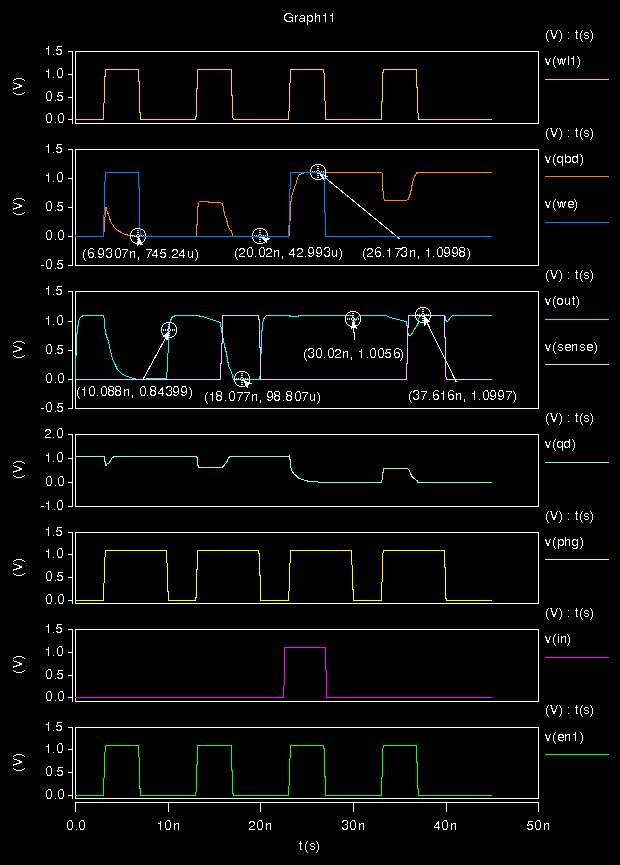 Graph11
(V) : t(s)
v(wl1)
(V)
1.5
1.0
0.5
0.0
(V) : t(s)
v(qbd)
v(we)
(V)
1.5
1.0
0.5
0.0
-0.5
(6.9307n, 745.24u)
(20.02n, 42.993u)
(26.173n, 1.0998)
(V) : t(s)
v(out)
v(sense)
(V)
1.5
1.0
0.5
0.0
-0.5
(30.02n, 1.0056)
(10.088n, 0.84399)
(18.077n, 98.807u)
(37.616n, 1.0997)
(V) : t(s)
v(qd)
(V)
2.0
1.0
0.0
-1.0
(V) : t(s)
v(phg)
(V)
1.5
1.0
0.5
0.0
(V) : t(s)
v(in)
(V)
1.5
1.0
0.5
0.0
(V) : t(s)
v(en1)
(V)
1.5
1.0
0.5
0.0
0.0
10n
20n
30n
40n
50n
t(s)